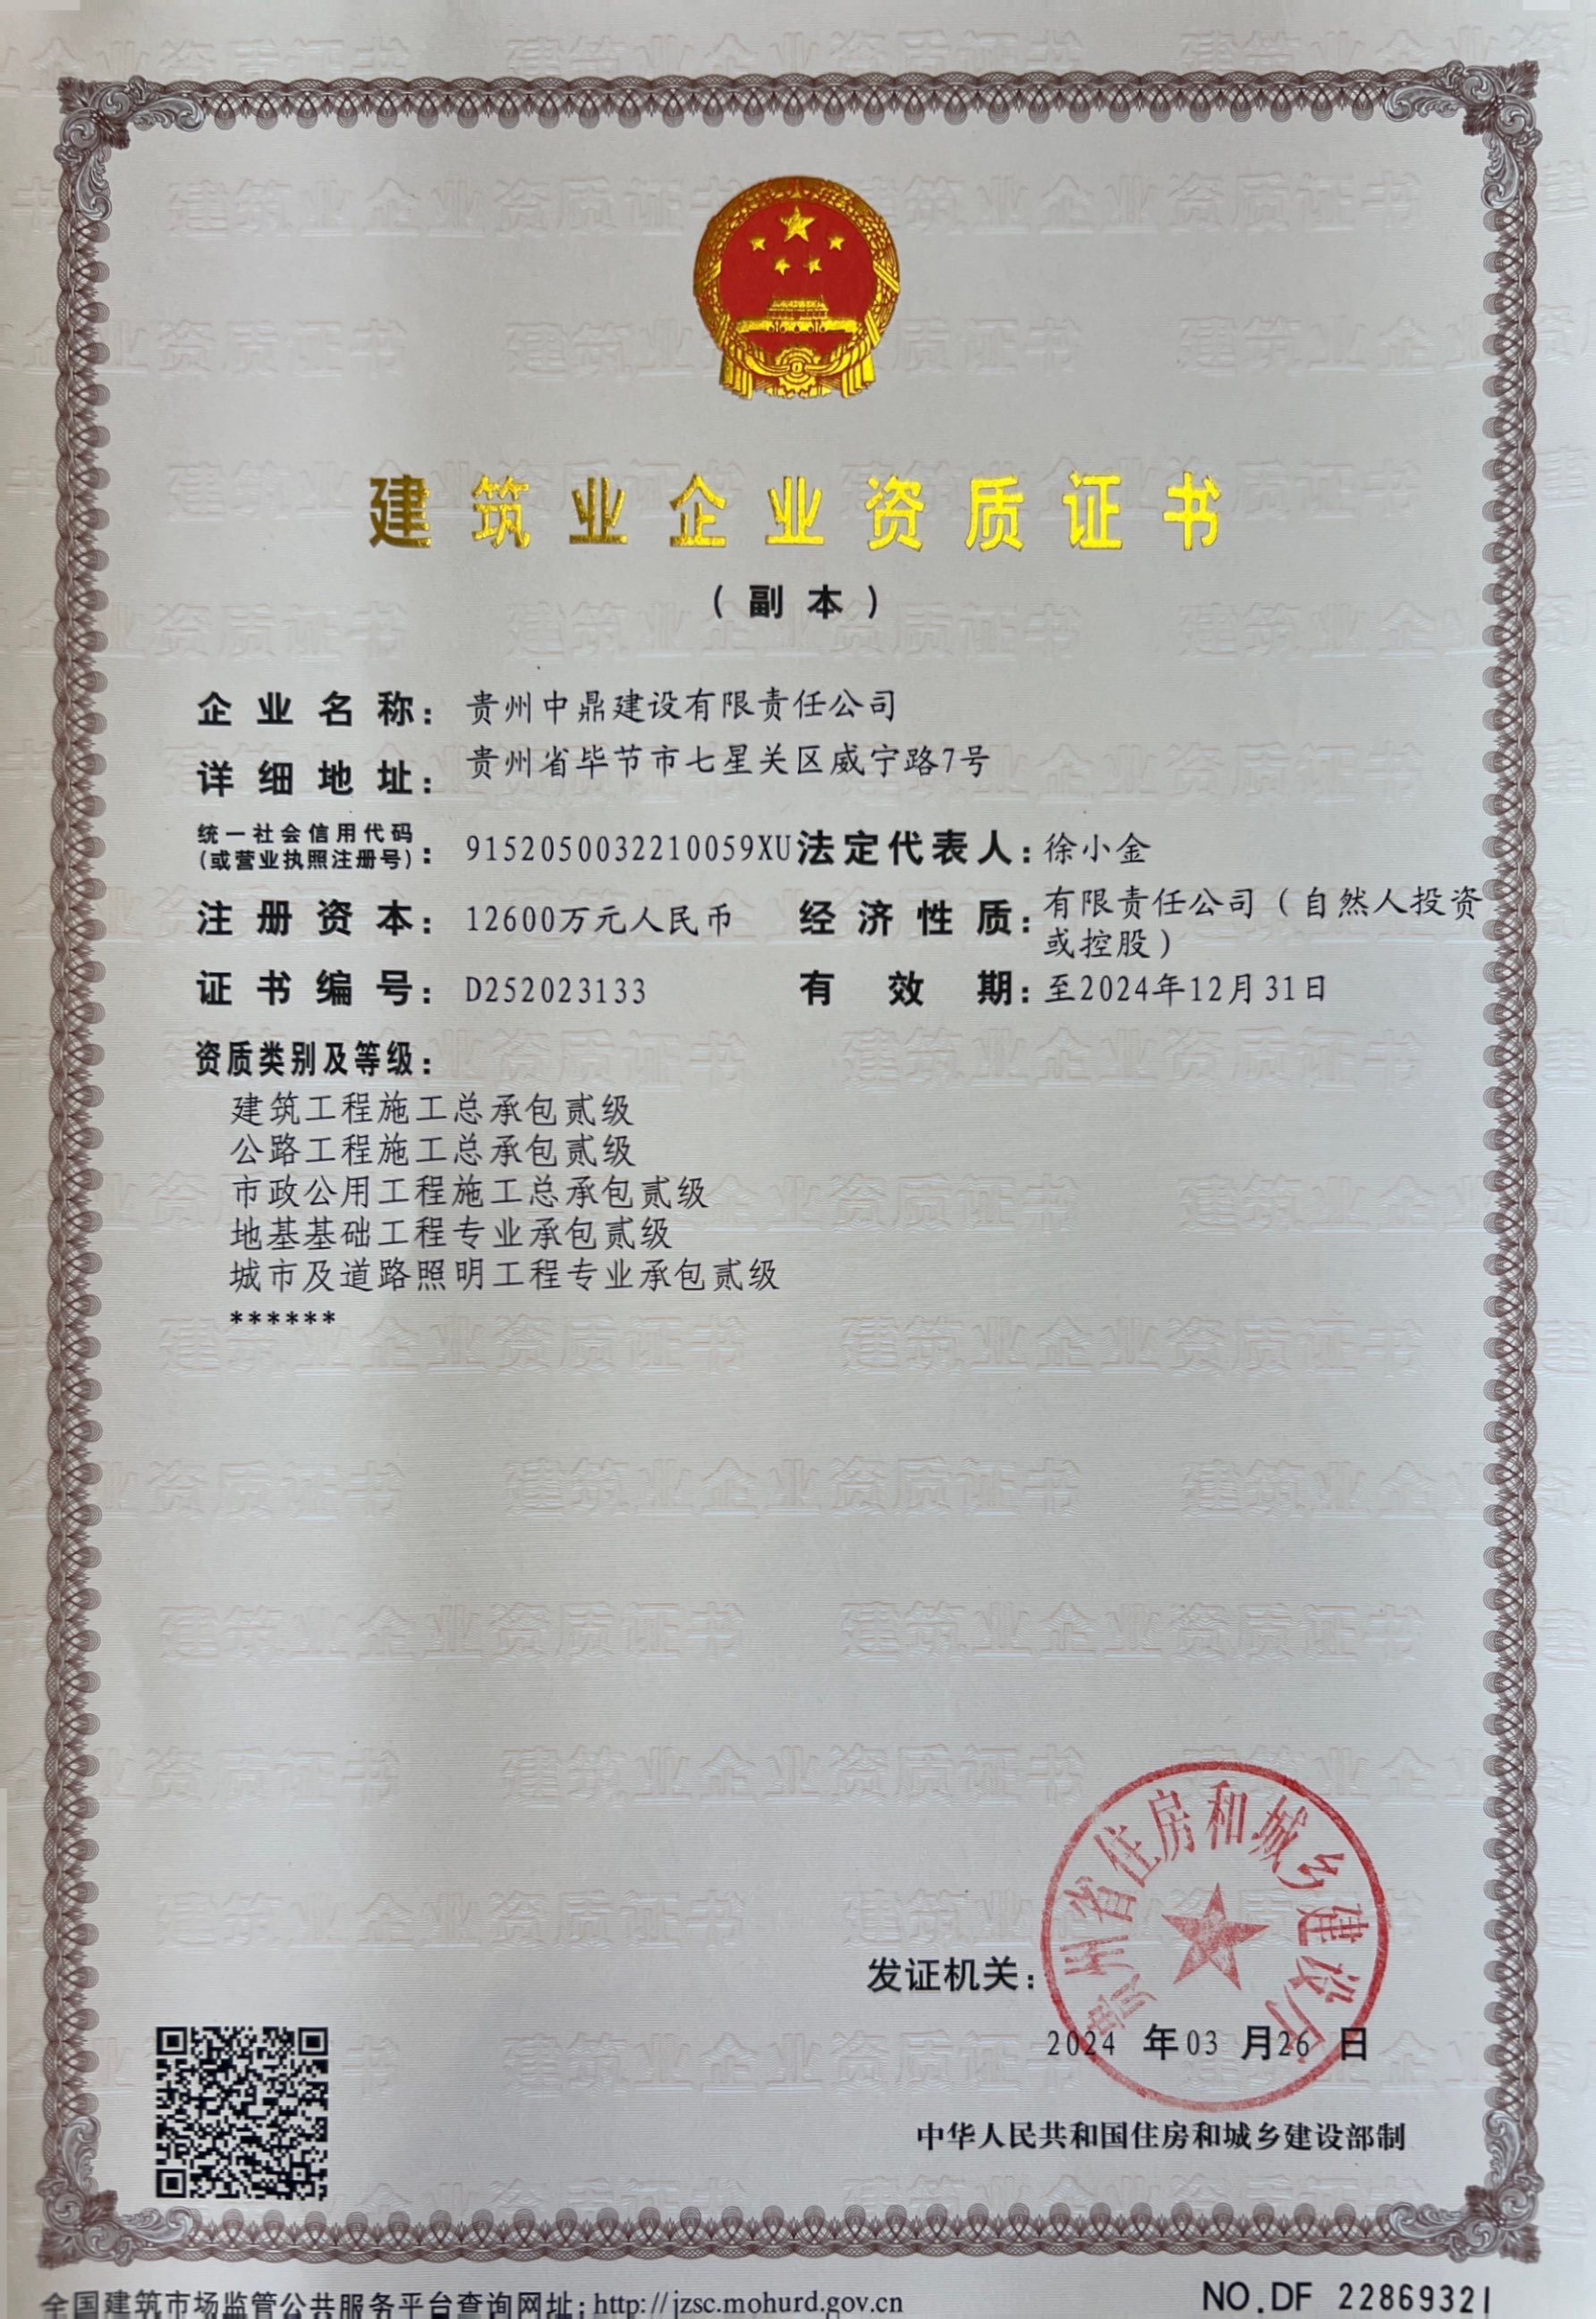 建筑业企业资质证书
（副本）
企业名称：贵州中鼎建设有限责任公司
详细地址：贵州省毕节市七星关区威宁路7号
统一社会信用代码
(或营业执照注册号)：9152050032210059XU 法定代表人：徐小金
注册资本：12600万元人民币 经济性质：有限责任公司（自然人投资
或控股）
证书编号：D252023133 有效期：至2024年12月31日
资质类别及等级：
建筑工程施工总承包贰级
公路工程施工总承包贰级
市政公用工程施工总承包贰级
地基基础工程专业承包贰级
城市及道路照明工程专业承包贰级
******
贵州省住房和城乡建设厅
发证机关：
2024 年03 月26 日
中华人民共和国住房和城乡建设部制
全国建筑市场监管公共服务平台查询网址：http://jzsc.mohurd.gov.cn
NO.DF 22869321